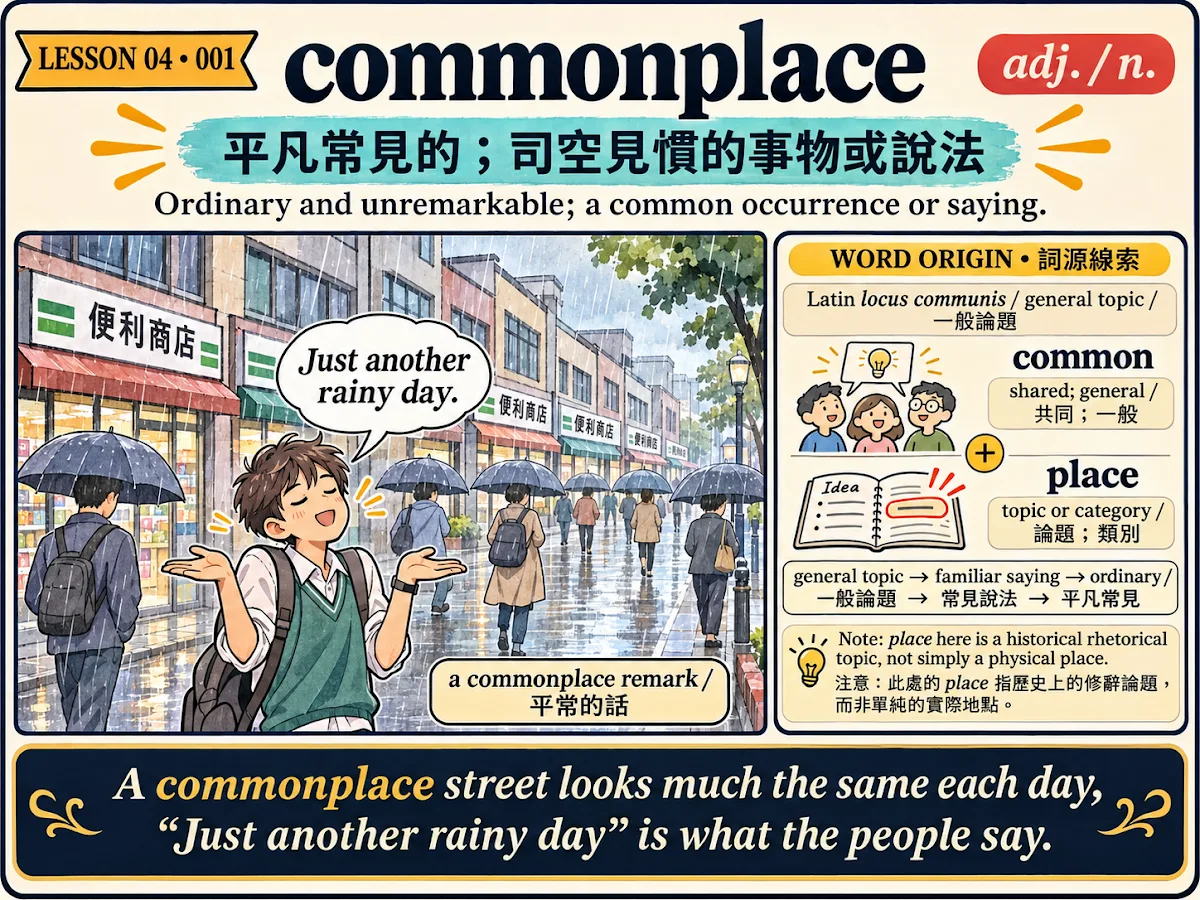 LESSON 04 • 001
commonplace
adj. / n.
平凡常見的；司空見慣的事物或說法
Ordinary and unremarkable; a common occurrence or saying.
便利商店
Just another
rainy day.
便利商店
便利商店
便利商店
a commonplace remark /
平常的話
WORD ORIGIN • 詞源線索
Latin locus communis / general topic /
一般論題
common
shared; general /
共同；一般
+
Idea
place
topic or category /
論題；類別
general topic → familiar saying → ordinary /
一般論題 → 常見說法 → 平凡常見
Note: place here is a historical rhetorical
topic, not simply a physical place.
注意：此處的 place 指歷史上的修辭論題，
而非單純的實際地點。
A commonplace street looks much the same each day,
“Just another rainy day” is what the people say.